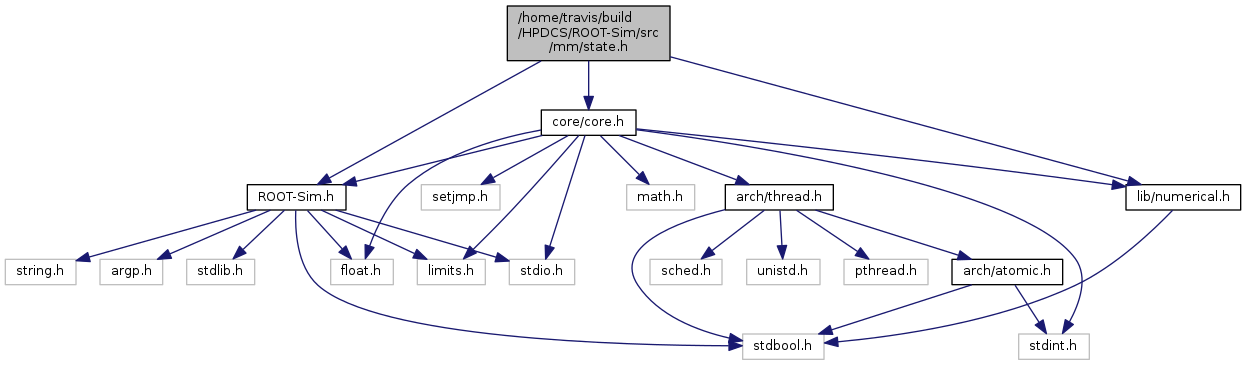 /home/travis/build
/HPDCS/ROOT-Sim/src
/mm/state.h
core/core.h
ROOT-Sim.h
setjmp.h
math.h
arch/thread.h
lib/numerical.h
string.h
argp.h
stdlib.h
float.h
limits.h
stdio.h
sched.h
unistd.h
pthread.h
arch/atomic.h
stdbool.h
stdint.h